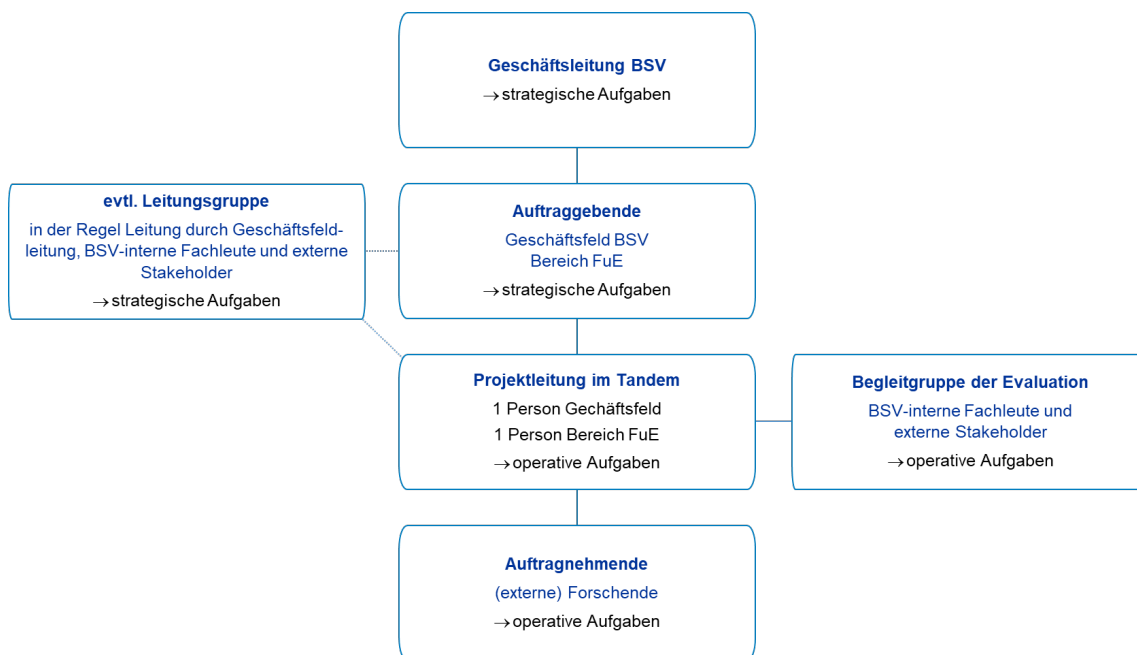 Geschäftsleitung BSV
→ strategische Aufgaben
evtl. Leitungsgruppe
in der Regel Leitung durch Geschäftsfeld-
leitung, BSV-interne Fachleute und externe
Stakeholder
→ strategische Aufgaben
Auftraggebende
Geschäftsfeld BSV
Bereich FuE
→ strategische Aufgaben
Projektleitung im Tandem
1 Person Gechäftsfeld
1 Person Bereich FuE
→ operative Aufgaben
Begleitgruppe der Evaluation
BSV-interne Fachleute und
externe Stakeholder
→ operative Aufgaben
Auftragnehmende
(externe) Forschende
→ operative Aufgaben